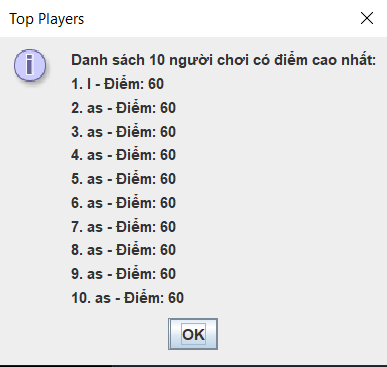 Top Players
Danh sách 10 người chơi có điểm cao nhất:
1. l - Điểm: 60
2. as - Điểm: 60
3. as - Điểm: 60
4. as - Điểm: 60
5. as - Điểm: 60
6. as - Điểm: 60
7. as - Điểm: 60
8. as - Điểm: 60
9. as - Điểm: 60
10. as - Điểm: 60
OK